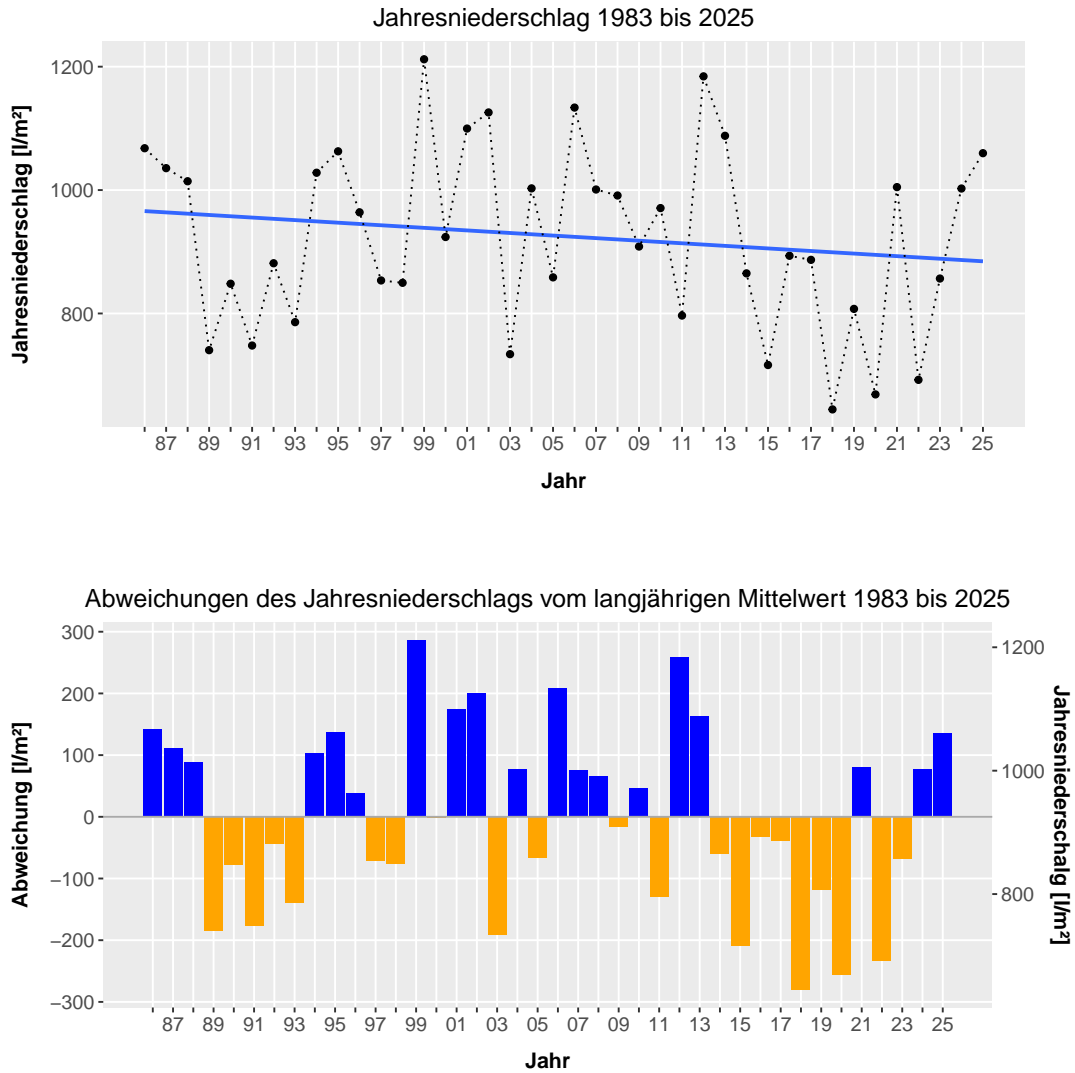 Jahresniederschlag 1983 bis 2025
Jahresniederschlag [l/m²]
1200
1000
800
87 89 91 93 95 97 99 01 03 05 07 09 11 13 15 17 19 21 23 25
Jahr
Abweichungen des Jahresniederschlags vom langjährigen Mittelwert 1983 bis 2025
Abweichung [l/m²]
300
200
100
0
−100
−200
−300
1200
1000
800
Jahresniederschalg [l/m²]
87 89 91 93 95 97 99 01 03 05 07 09 11 13 15 17 19 21 23 25
Jahr